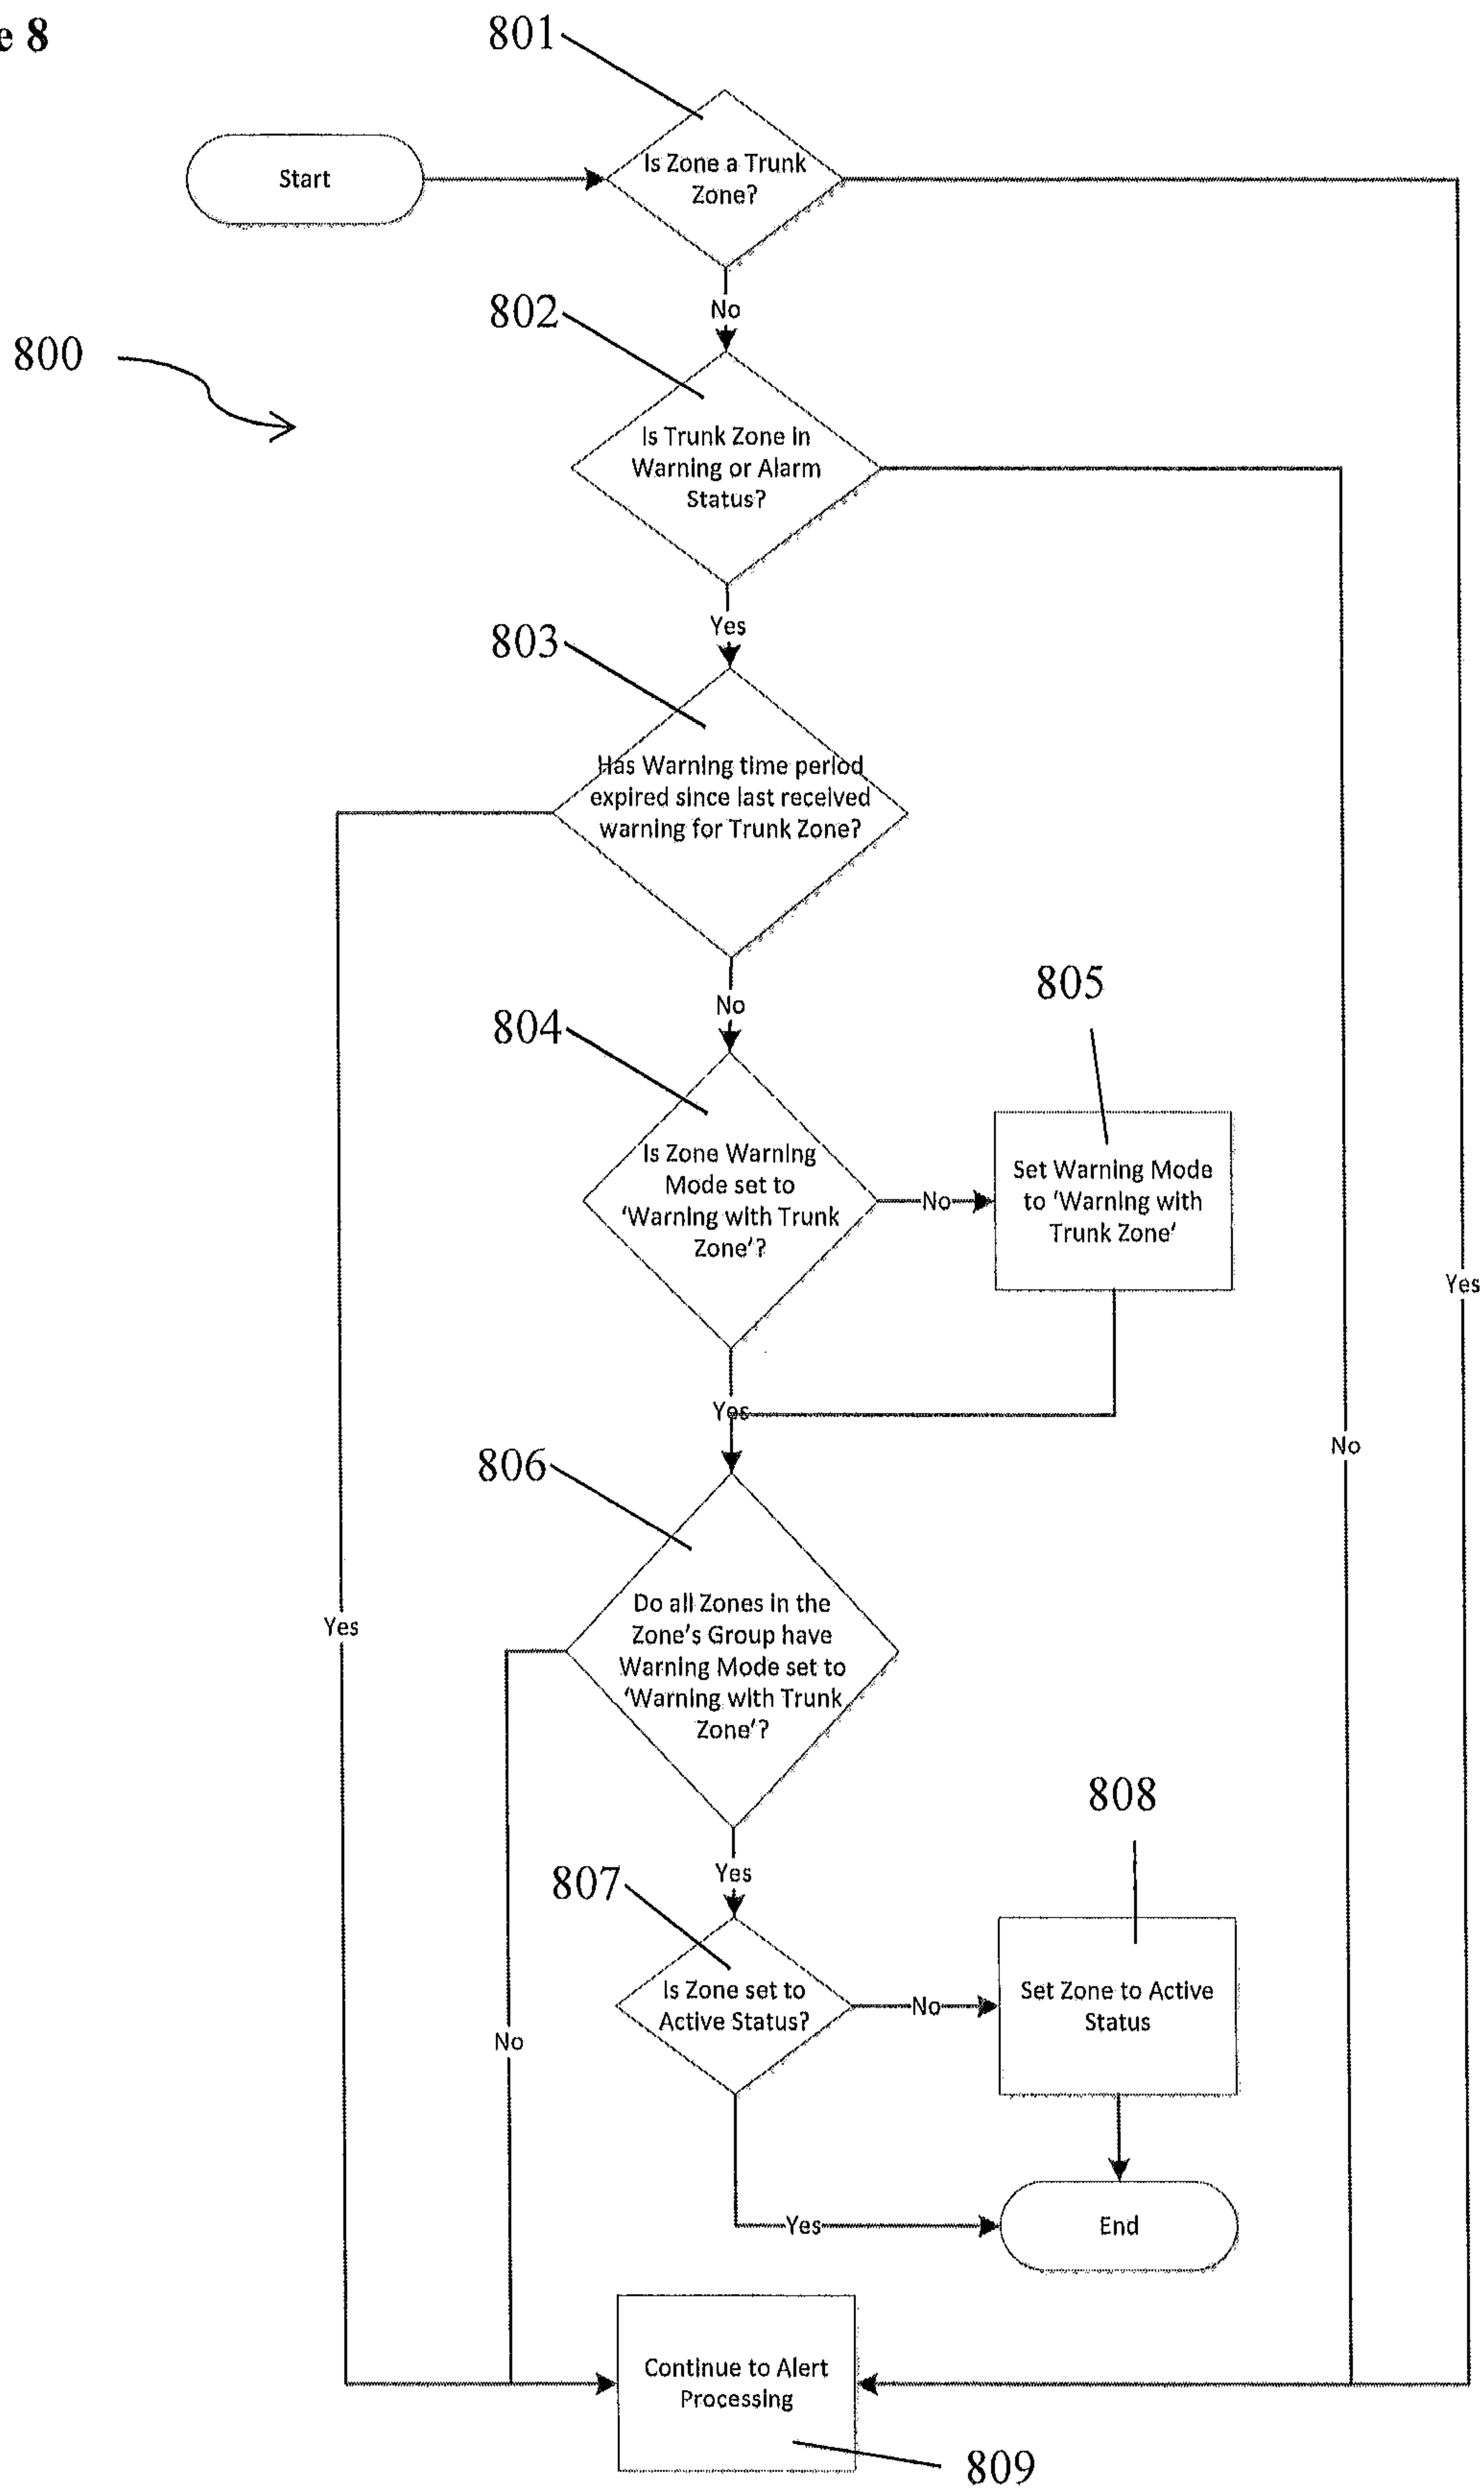 e 8
801
Start
Is Zone a Trunk
Zone?
No
802
800
Is Trunk Zone in
Warning or Alarm
Status?
Yes
803
Has Warning time period
expired since last received
warning for Trunk Zone?
No
804
805
Is Zone Warning
Mode set to
'Warning with Trunk
Zone'?
No
Set Warning Mode
to 'Warning with
Trunk Zone'
Yes
Yes
No
806
Do all Zones in the
Zone's Group have
Warning Mode set to
'Warning with Trunk
Zone'?
Yes
Yes
808
807
Is Zone set to
Active Status?
No
Set Zone to Active
Status
No
Yes
End
Continue to Alert
Processing
809